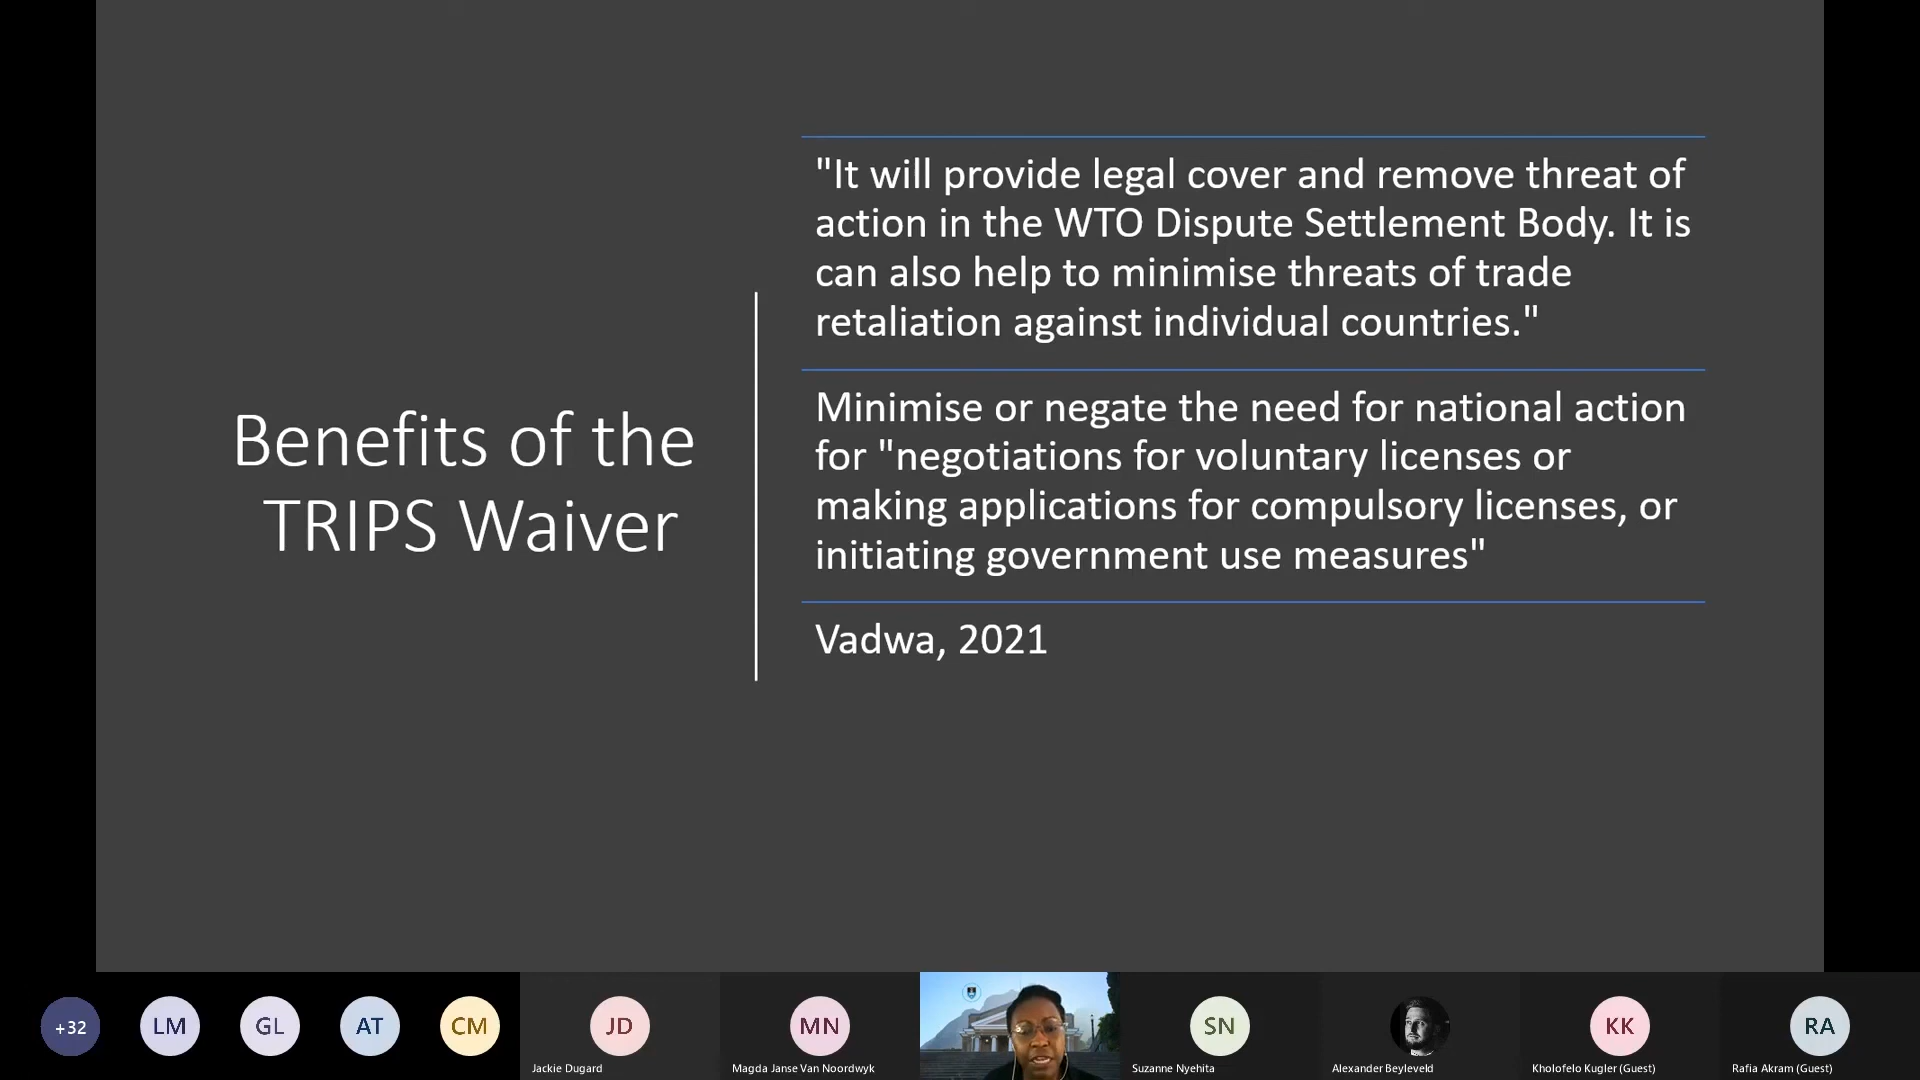 Benefits of the
TRIPS Waiver
"It will provide legal cover and remove threat of
action in the WTO Dispute Settlement Body. It is
can also help to minimise threats of trade
retaliation against individual countries."
Minimise or negate the need for national action
for "negotiations for voluntary licenses or
making applications for compulsory licenses, or
initiating government use measures"
Vadwa, 2021
+32
LM
GL
AT
CM
JD
Jackie Dugard
MN
Magda Janse Van Noordwyk
SN
Suzanne Nyehita
Alexander Beyleveld
KK
Kholofelo Kugler (Guest)
RA
Rafia Akram (Guest)